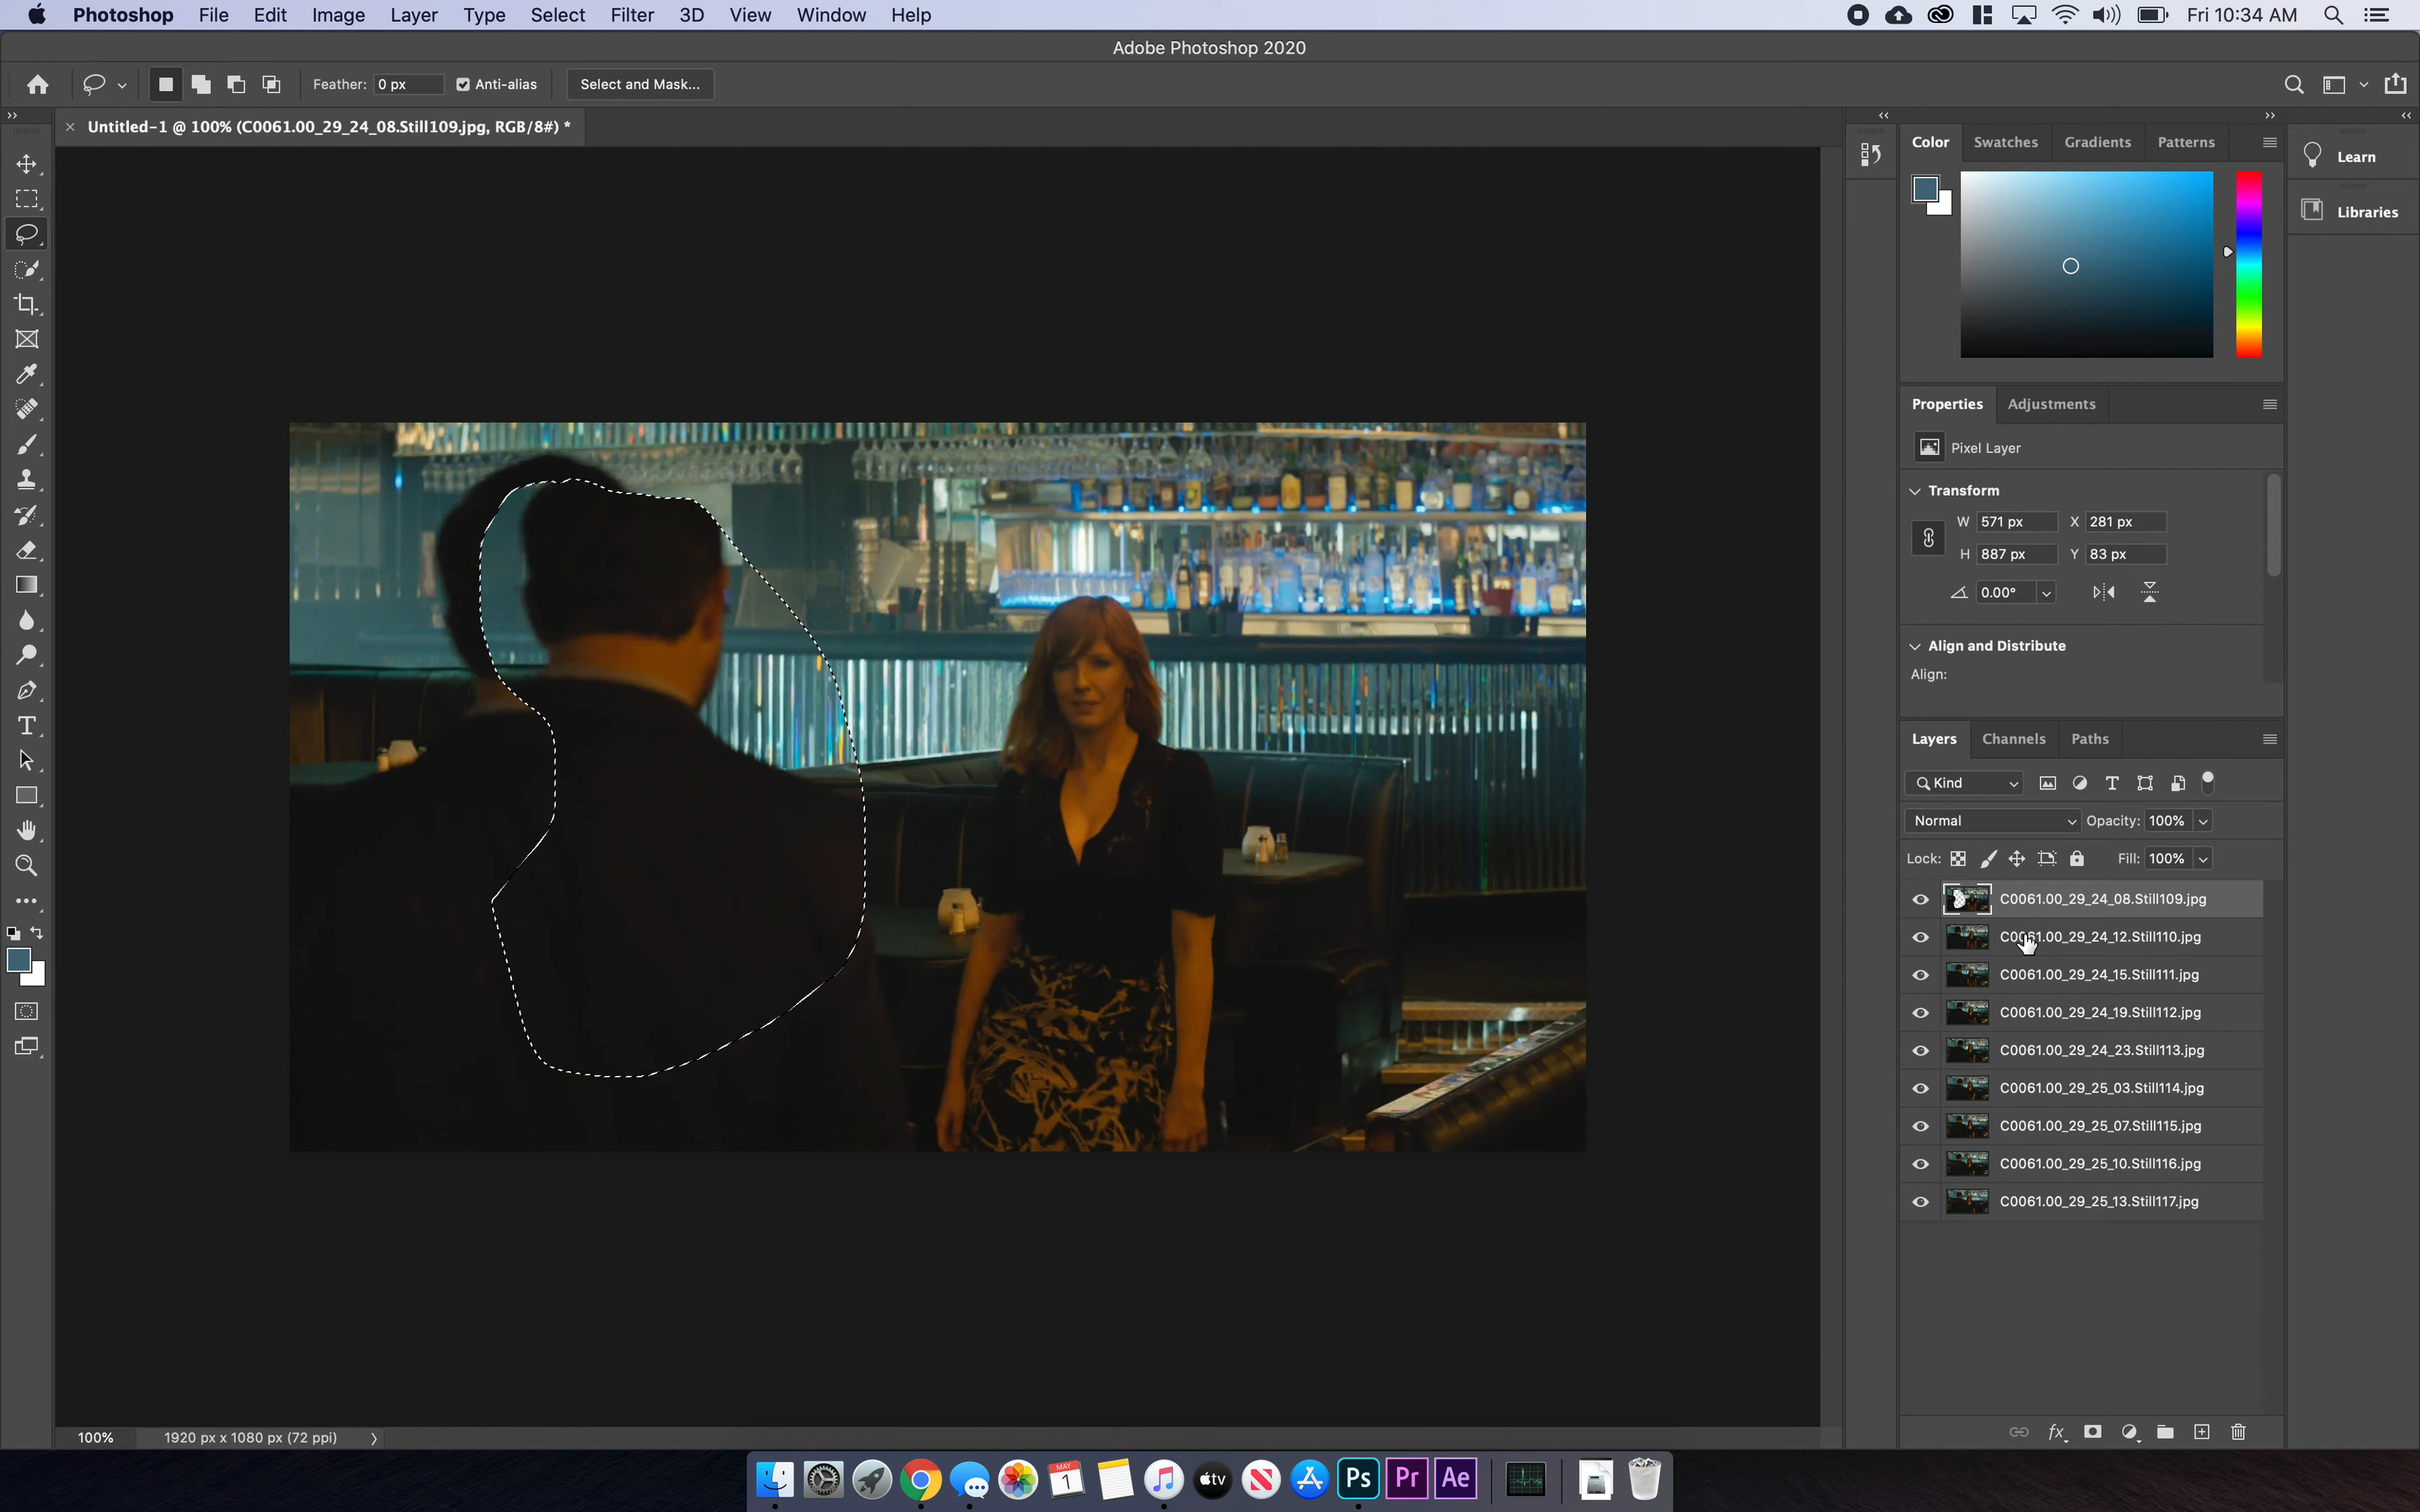 Photoshop File Edit Image Layer Type Select Filter 3D View Window Help Fri 10:34 AM
Adobe Photoshop 2020
Feather: 0 px Anti-alias Select and Mask...
Untitled-1 @ 100% (C0061.00_29_24_08.Still109.jpg, RGB/8#) *
Color Swatches Gradients Patterns
Learn
Libraries
Properties Adjustments
Pixel Layer
Transform
W 571 px X 281 px
H 887 px Y 83 px
0.00°
Align and Distribute
Align:
Layers Channels Paths
Kind
Normal Opacity: 100%
Lock: Fill: 100%
C0061.00_29_24_08.Still109.jpg
C0061.00_29_24_12.Still110.jpg
C0061.00_29_24_15.Still111.jpg
C0061.00_29_24_19.Still112.jpg
C0061.00_29_24_23.Still113.jpg
C0061.00_29_25_03.Still114.jpg
C0061.00_29_25_07.Still115.jpg
C0061.00_29_25_10.Still116.jpg
C0061.00_29_25_13.Still117.jpg
fx
100% 1920 px x 1080 px (72 ppi)
MAY
1
tv
Ps Pr Ae